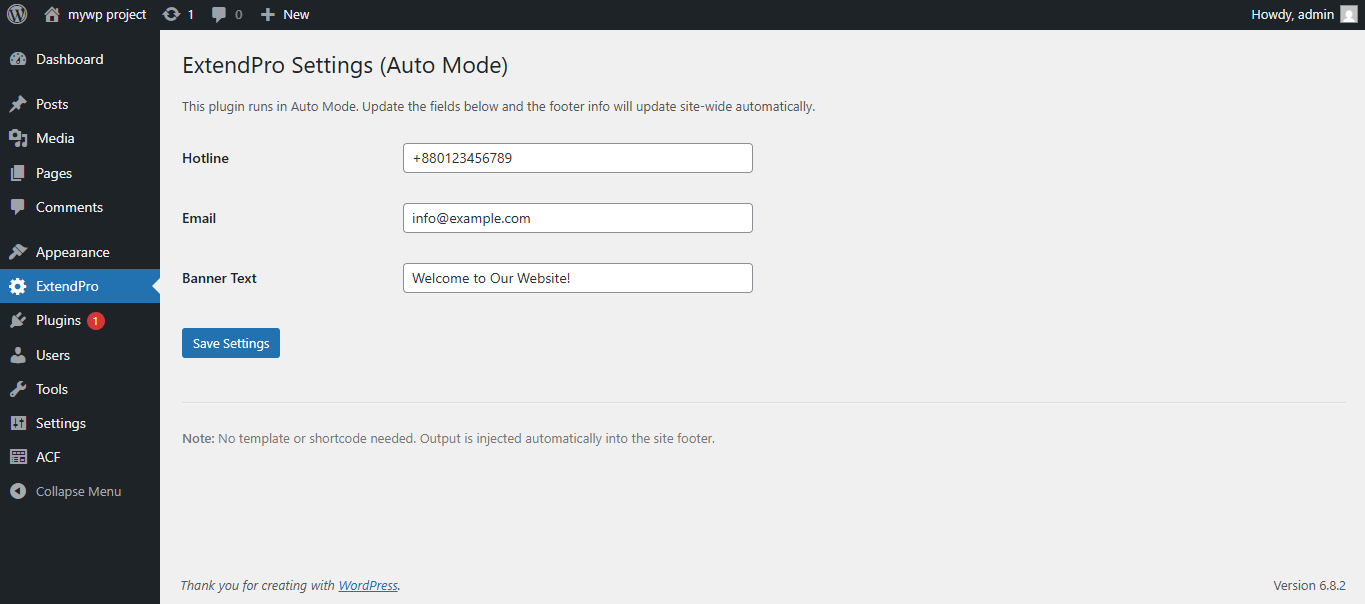 mywp project 1 0 New Howdy, admin
Dashboard
Posts
Media
Pages
Comments
Appearance
ExtendPro
Plugins 1
Users
Tools
Settings
ACF
Collapse Menu
ExtendPro Settings (Auto Mode)
This plugin runs in Auto Mode. Update the fields below and the footer info will update site-wide automatically.
Hotline +880123456789
Email info@example.com
Banner Text Welcome to Our Website!
Save Settings
Note: No template or shortcode needed. Output is injected automatically into the site footer.
Thank you for creating with WordPress. Version 6.8.2